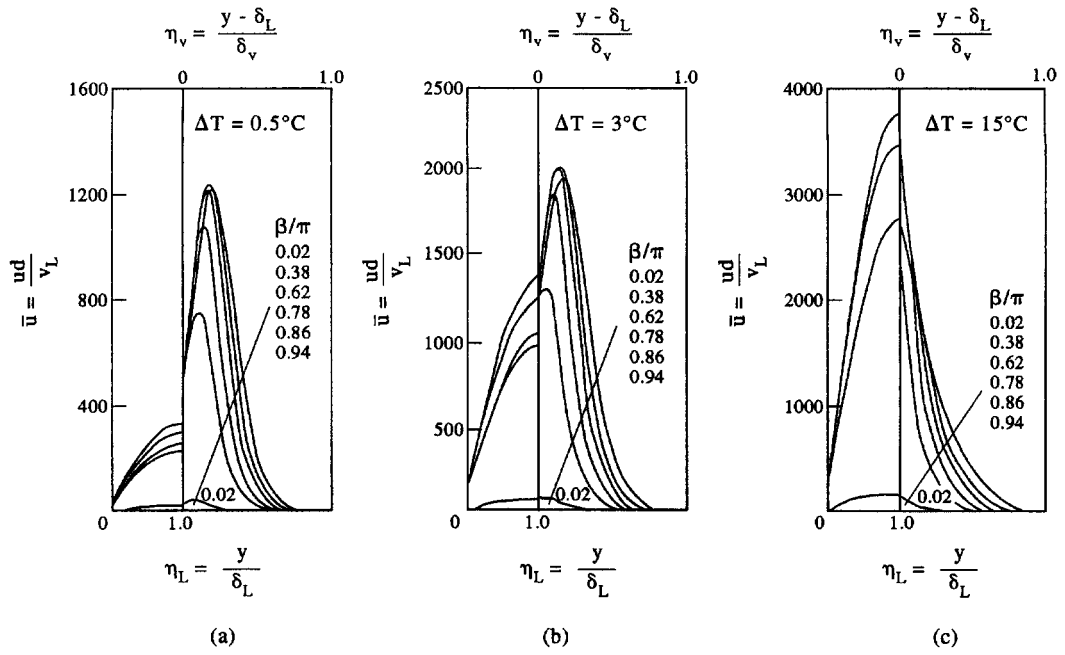 η_v = (y - δ_L) / δ_v
0 1.0
1600
1200
800
400
0
ΔT = 0.5°C
β/π
0.02
0.38
0.62
0.78
0.86
0.94
0.02
ū = ud / ν_L
1.0
η_L = y / δ_L
(a)
η_v = (y - δ_L) / δ_v
0 1.0
2500
2000
1500
1000
500
0
ΔT = 3°C
β/π
0.02
0.38
0.62
0.78
0.86
0.94
0.02
ū = ud / ν_L
1.0
η_L = y / δ_L
(b)
η_v = (y - δ_L) / δ_v
0 1.0
4000
3000
2000
1000
0
ΔT = 15°C
β/π
0.02
0.38
0.62
0.78
0.86
0.94
0.02
ū = ud / ν_L
1.0
η_L = y / δ_L
(c)